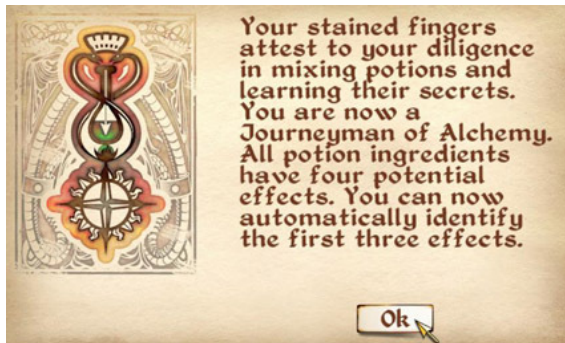 Your stained fingers
attest to your diligence
in mixing potions and
learning their secrets.
You are now a
Journeyman of Alchemy.
All potion ingredients
have four potential
effects. You can now
automatically identify
the first three effects.
Ok